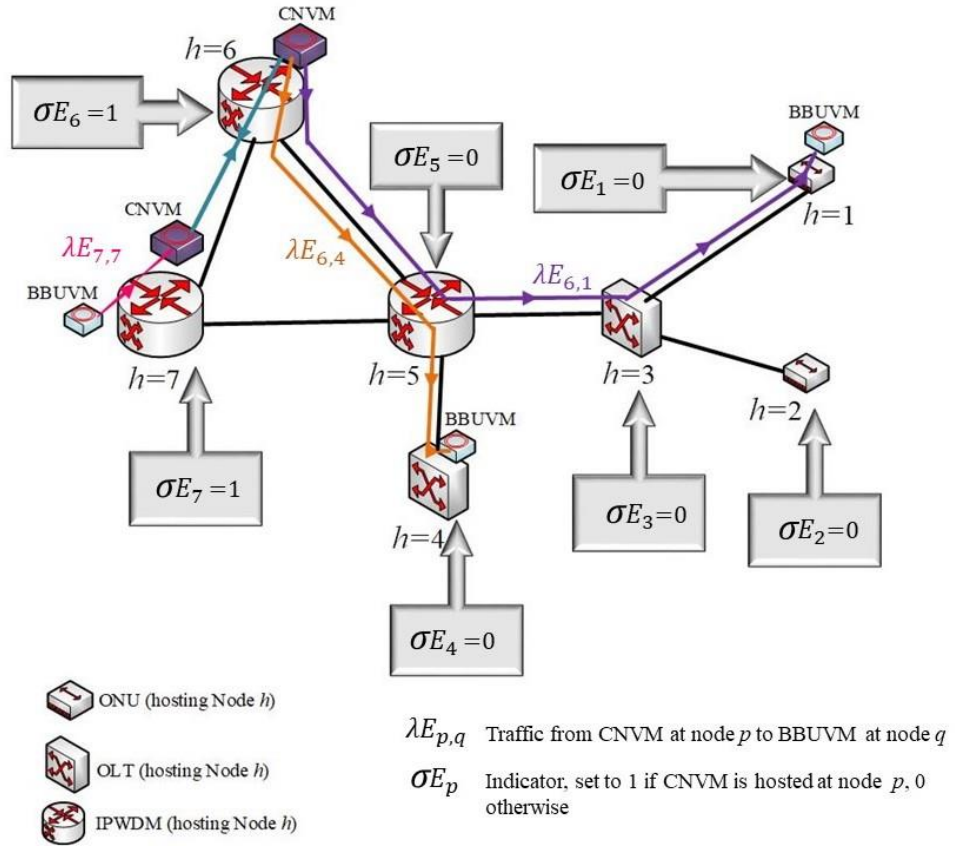 CNVM
h=6
σE₆ =1
BBUVM
σE₅ =0
σE₁ =0
h=1
CNVM
λE₇,₇
λE₆,₄
λE₆,₁
BBUVM
h=7
h=5
h=3
h=2
BBUVM
σE₇ =1
σE₃ =0
σE₂ =0
h=4
σE₄ =0
ONU (hosting Node h)
OLT (hosting Node h)
IPWDM (hosting Node h)
λEp,q Traffic from CNVM at node p to BBUVM at node q
σEp Indicator, set to 1 if CNVM is hosted at node p, 0
otherwise